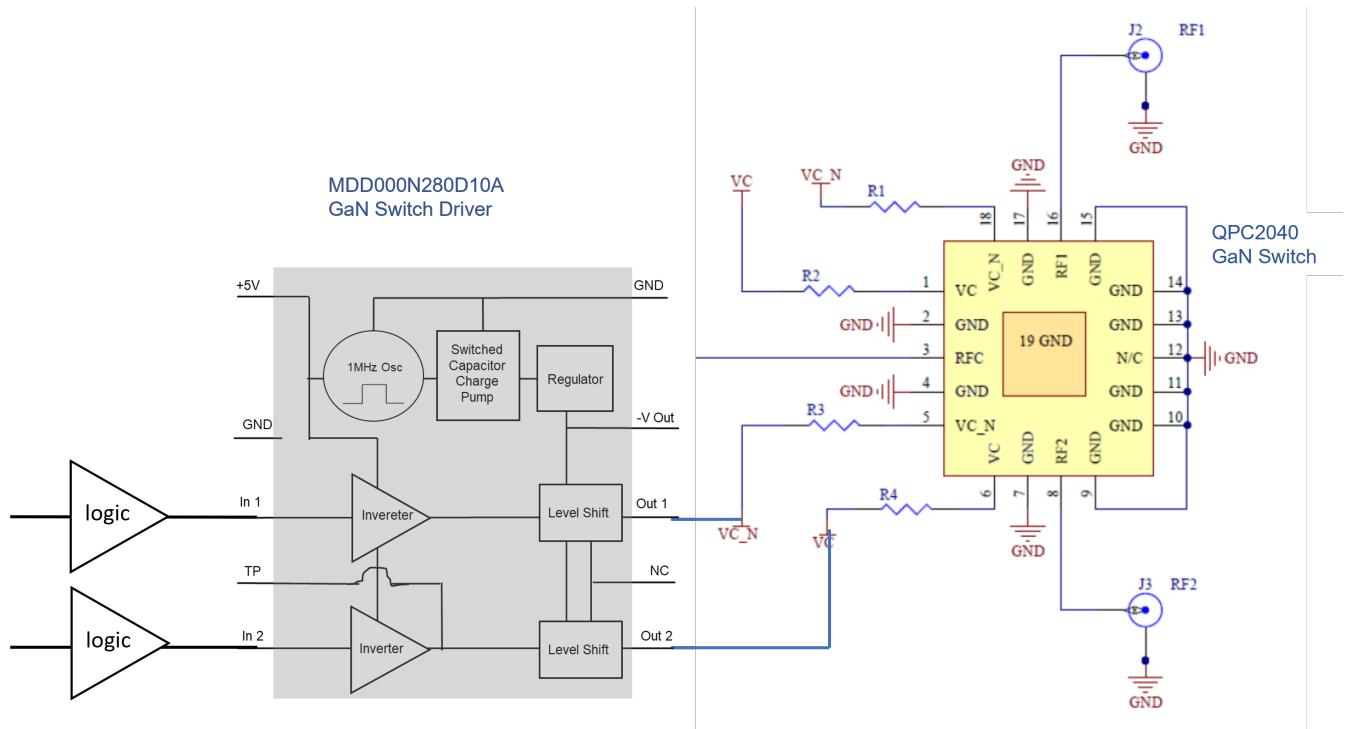 J2 RF1
GND
MDD000N280D10A
GaN Switch Driver
VC
VC_N
R1
GND
18
17
16
15
VC_N
GND
RF1
GND
QPC2040
GaN Switch
R2
1
VC
GND
14
GND
2
GND
GND
13
19 GND
3
RFC
N/C
12
GND
GND
4
GND
GND
11
R3
5
VC_N
GND
10
VC
GND
RF2
GND
R4
6
7
8
9
GND
VC_N
VC
J3 RF2
GND
+5V
GND
1MHz Osc
Switched
Capacitor
Charge
Pump
Regulator
GND
-V Out
logic
In 1
Invereter
Level Shift
Out 1
TP
NC
logic
In 2
Inverter
Level Shift
Out 2